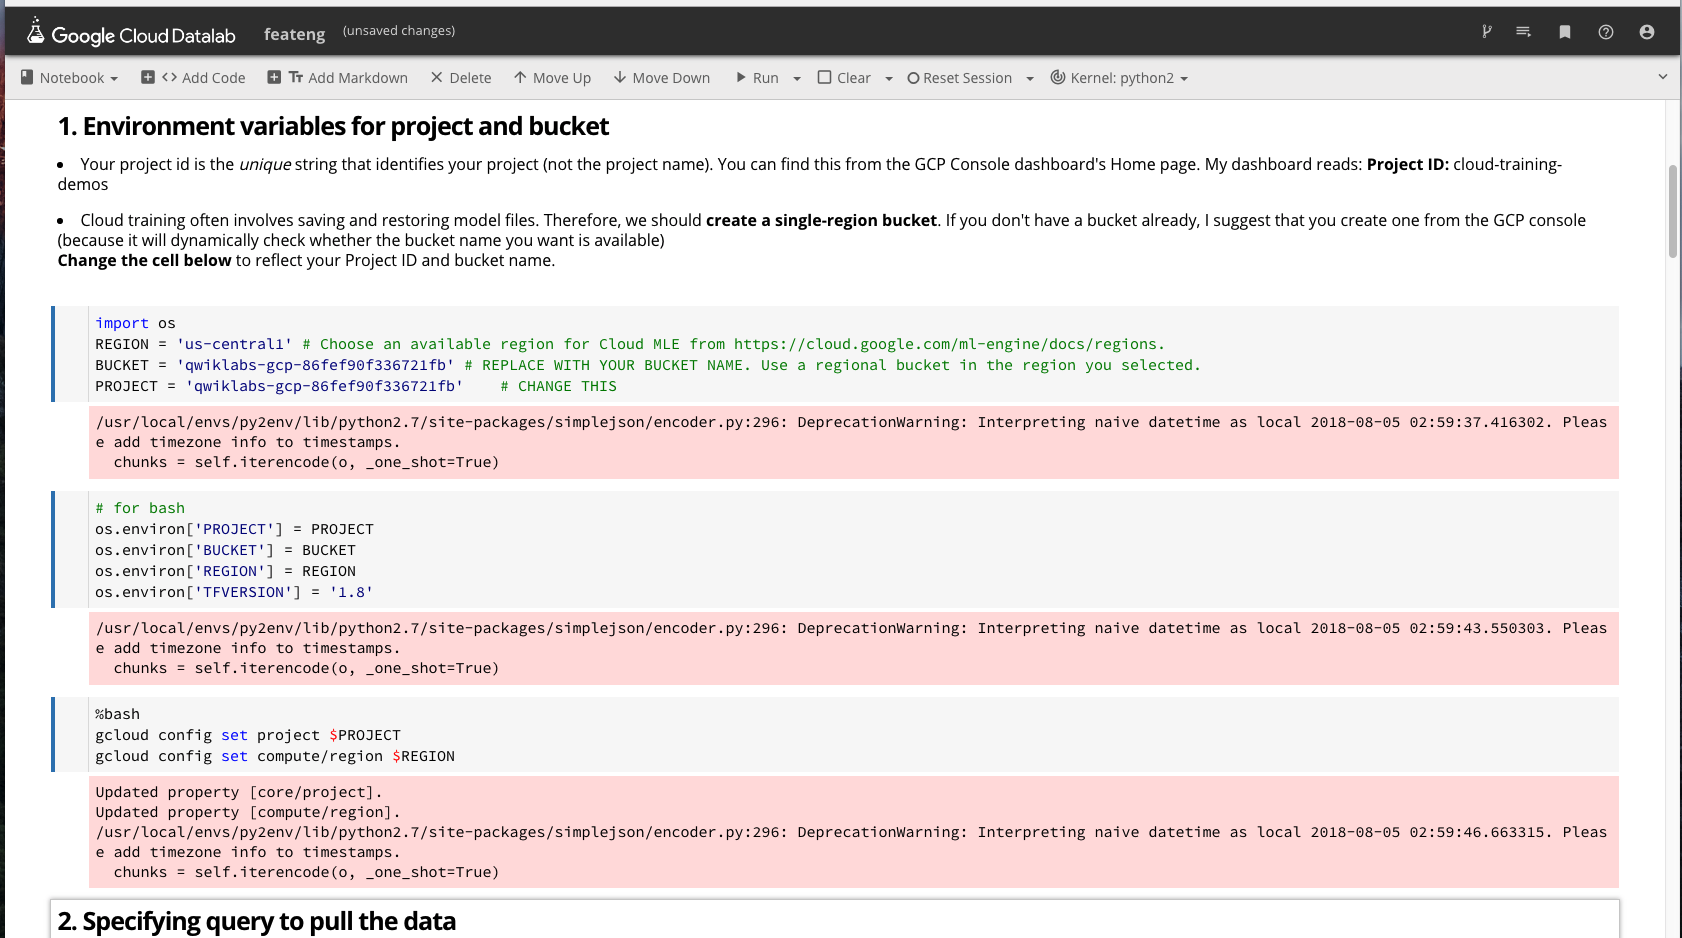 Google Cloud Datalab feateng (unsaved changes)
Notebook Add Code Tr Add Markdown Delete Move Up Move Down Run Clear Reset Session Kernel: python2
1. Environment variables for project and bucket
• Your project id is the unique string that identifies your project (not the project name). You can find this from the GCP Console dashboard's Home page. My dashboard reads: Project ID: cloud-training-
demos
• Cloud training often involves saving and restoring model files. Therefore, we should create a single-region bucket. If you don't have a bucket already, I suggest that you create one from the GCP console
(because it will dynamically check whether the bucket name you want is available)
Change the cell below to reflect your Project ID and bucket name.
import os
REGION = 'us-central1' # Choose an available region for Cloud MLE from https://cloud.google.com/ml-engine/docs/regions.
BUCKET = 'qwiklabs-gcp-86fef90f336721fb' # REPLACE WITH YOUR BUCKET NAME. Use a regional bucket in the region you selected.
PROJECT = 'qwiklabs-gcp-86fef90f336721fb'    # CHANGE THIS
/usr/local/envs/py2env/lib/python2.7/site-packages/simplejson/encoder.py:296: DeprecationWarning: Interpreting naive datetime as local 2018-08-05 02:59:37.416302. Pleas
e add timezone info to timestamps.
  chunks = self.iterencode(o, _one_shot=True)
# for bash
os.environ['PROJECT'] = PROJECT
os.environ['BUCKET'] = BUCKET
os.environ['REGION'] = REGION
os.environ['TFVERSION'] = '1.8'
/usr/local/envs/py2env/lib/python2.7/site-packages/simplejson/encoder.py:296: DeprecationWarning: Interpreting naive datetime as local 2018-08-05 02:59:43.550303. Pleas
e add timezone info to timestamps.
  chunks = self.iterencode(o, _one_shot=True)
%bash
gcloud config set project $PROJECT
gcloud config set compute/region $REGION
Updated property [core/project].
Updated property [compute/region].
/usr/local/envs/py2env/lib/python2.7/site-packages/simplejson/encoder.py:296: DeprecationWarning: Interpreting naive datetime as local 2018-08-05 02:59:46.663315. Pleas
e add timezone info to timestamps.
  chunks = self.iterencode(o, _one_shot=True)
2. Specifying query to pull the data